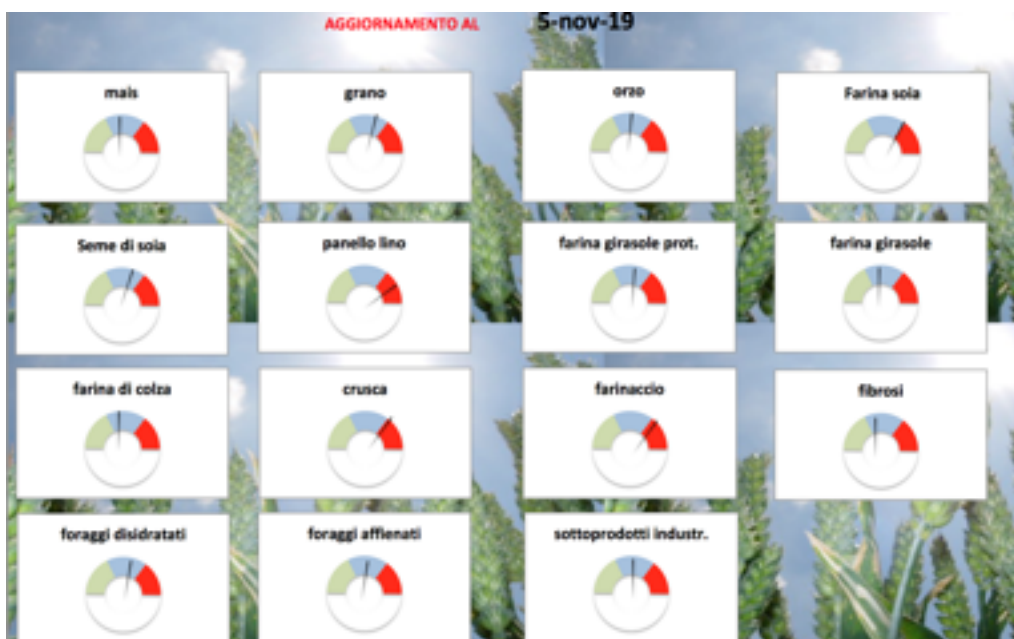 AGGIORNAMENTO AL 5-nov-19
mais
grano
orzo
Farina soia
Seme di soia
panello lino
farina girasole prot.
farina girasole
farina di colza
crusca
farinaccio
fibrosi
foraggi disidratati
foraggi affienati
sottoprodotti industr.